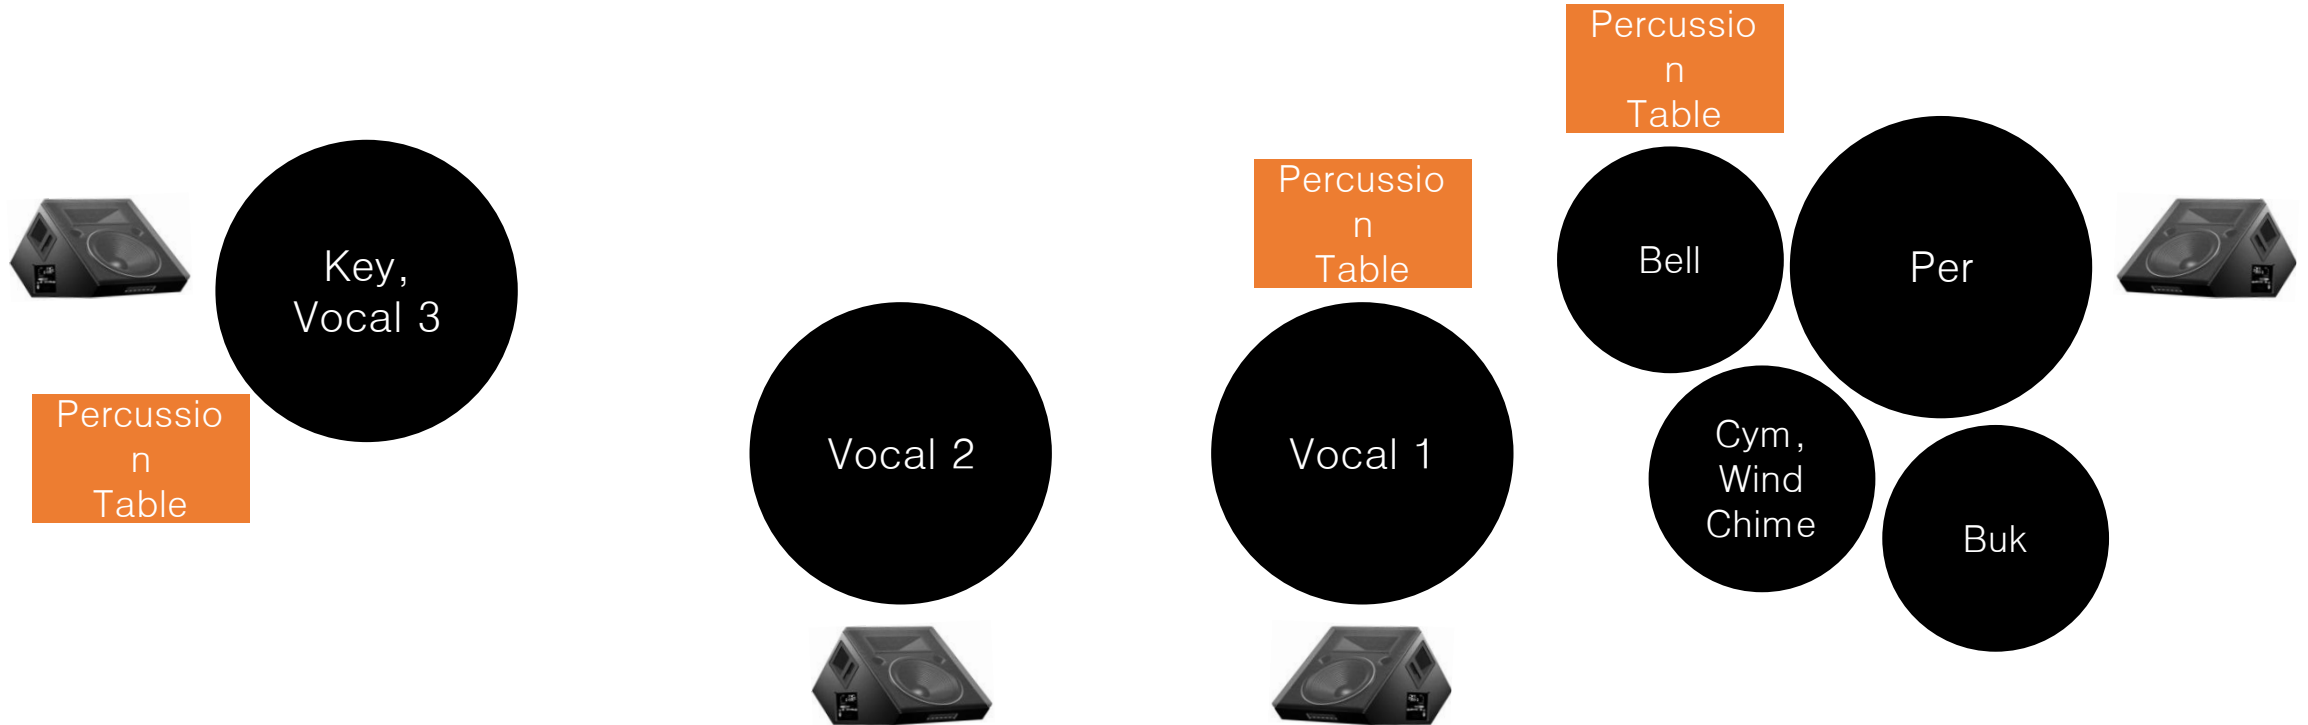 Percussio
n
Table
Percussio
n
Table
Key,
Vocal 3
Bell
Per
Percussio
n
Table
Vocal 2
Vocal 1
Cym,
Wind
Chime
Buk